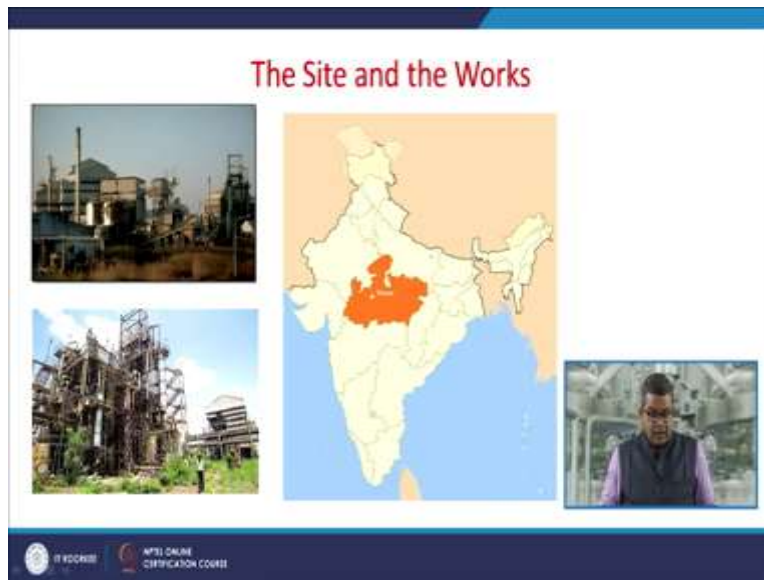 The Site and the Works
IIT ROORKEE
NPTEL ONLINE
CERTIFICATION COURSE